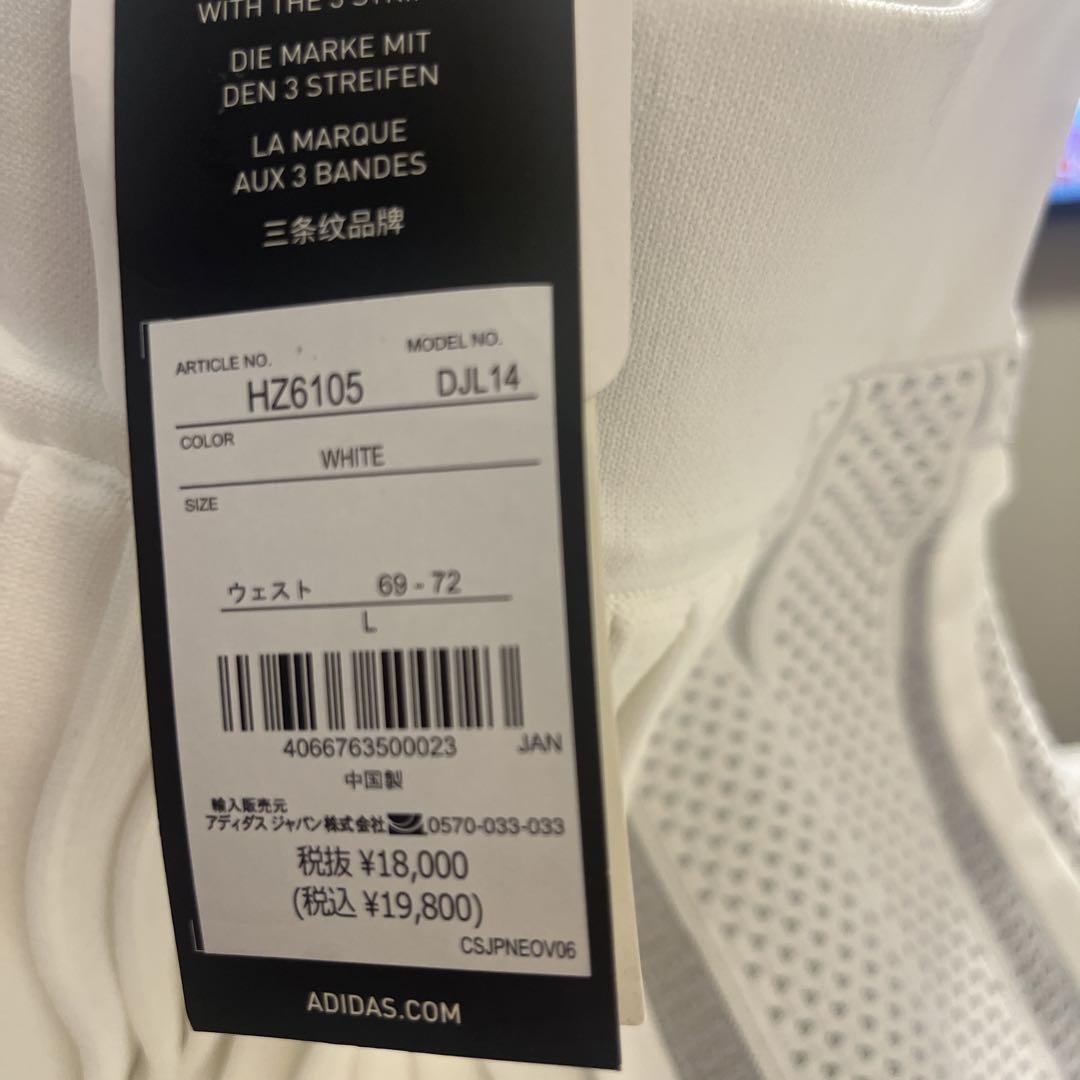 WITH THE 3
DIE MARKE MIT
DEN 3 STREIFEN
LA MARQUE
AUX 3 BANDES
三条纹品牌
ARTICLE NO. MODEL NO.
HZ6105 DJL14
COLOR
WHITE
SIZE
ウェスト 69 - 72
L
4066763500023 JAN
中国製
輸入販売元
アディダス ジャパン株式会社 0570-033-033
税抜 ¥18,000
(税込 ¥19,800)
CSJPNEOV06
ADIDAS.COM